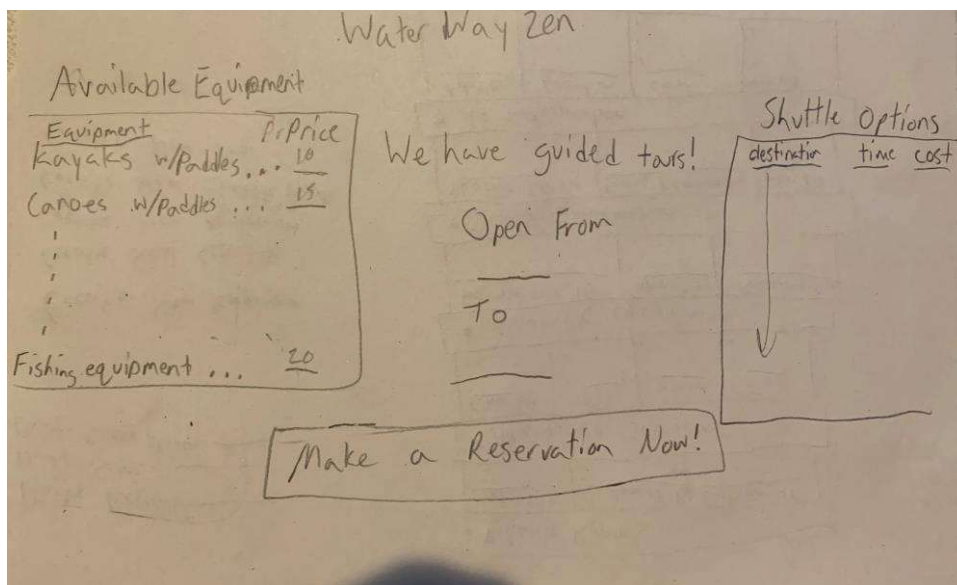 Water Way Zen
Available Equipment
Equipment Price
Kayaks w/Paddles... 10
Canoes w/Paddles ... 15
Fishing equipment ... 20
We have guided tours!
Open From
To
Shuttle Options
destination time cost
Make a Reservation Now!